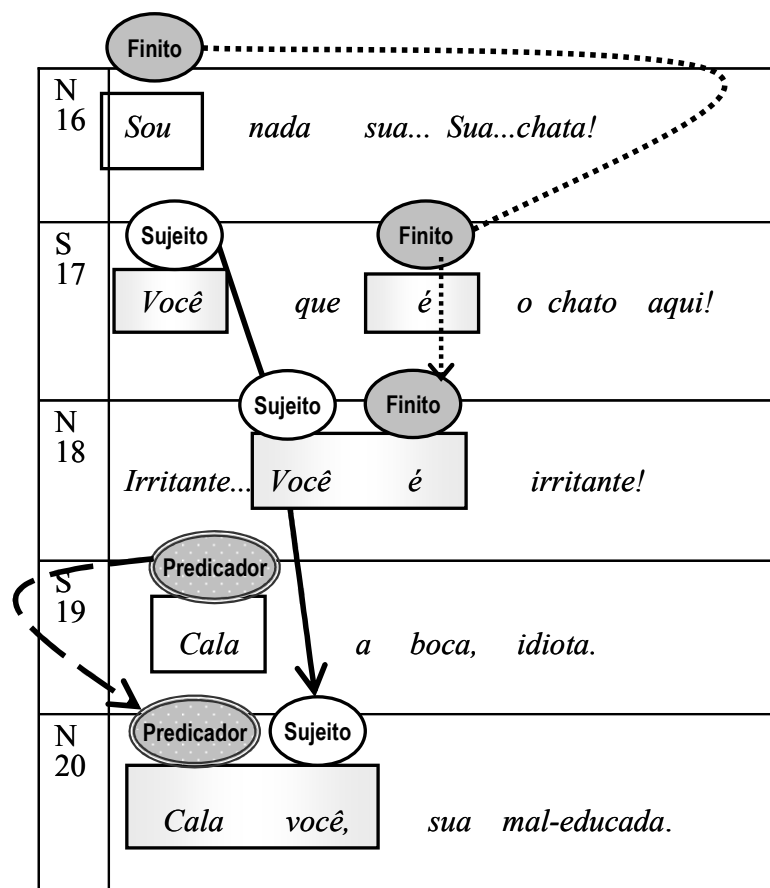 Finito
N
16
Sou nada sua... Sua...chata!
Sujeito Finito
S
17
Você que é o chato aqui!
Sujeito Finito
N
18
Irritante... Você é irritante!
Predicador
S
19
Cala a boca, idiota.
Predicador Sujeito
N
20
Cala você, sua mal-educada.